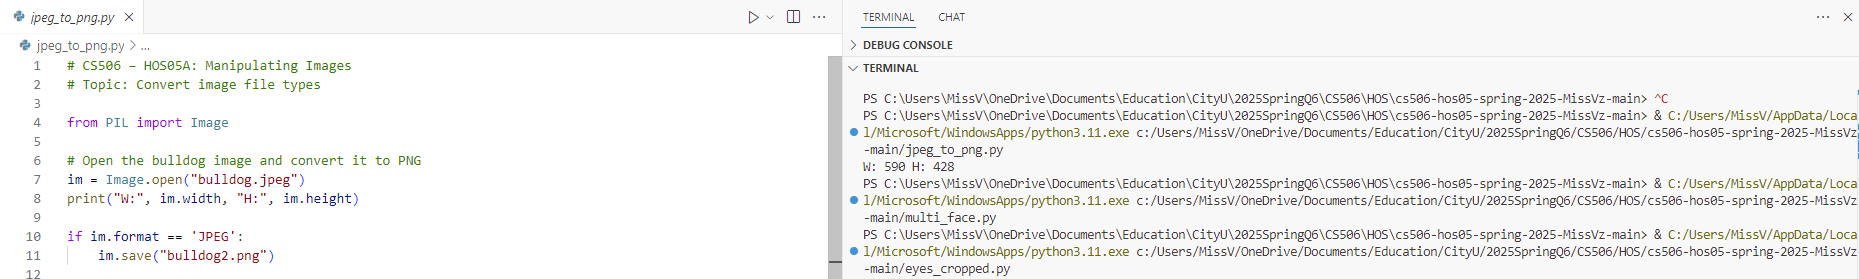 jpeg_to_png.py
jpeg_to_png.py > ...
1 # CS506 – HOS05A: Manipulating Images
2 # Topic: Convert image file types
3
4 from PIL import Image
5
6 # Open the bulldog image and convert it to PNG
7 im = Image.open("bulldog.jpeg")
8 print("W:", im.width, "H:", im.height)
9
10 if im.format == 'JPEG':
11     im.save("bulldog2.png")
12
TERMINAL CHAT
DEBUG CONSOLE
TERMINAL
PS C:\Users\MissV\OneDrive\Documents\Education\CityU\2025SpringQ6\CS506\HOS\cs506-hos05-spring-2025-MissVz-main> ^C
PS C:\Users\MissV\OneDrive\Documents\Education\CityU\2025SpringQ6\CS506\HOS\cs506-hos05-spring-2025-MissVz-main> & C:/Users/MissV/AppData/Loca
l/Microsoft/WindowsApps/python3.11.exe c:/Users/MissV/OneDrive/Documents/Education/CityU/2025SpringQ6/CS506/HOS/cs506-hos05-spring-2025-MissVz
-main/jpeg_to_png.py
W: 590 H: 428
PS C:\Users\MissV\OneDrive\Documents\Education\CityU\2025SpringQ6\CS506\HOS\cs506-hos05-spring-2025-MissVz-main> & C:/Users/MissV/AppData/Loca
l/Microsoft/WindowsApps/python3.11.exe c:/Users/MissV/OneDrive/Documents/Education/CityU/2025SpringQ6/CS506/HOS/cs506-hos05-spring-2025-MissVz
-main/multi_face.py
PS C:\Users\MissV\OneDrive\Documents\Education\CityU\2025SpringQ6\CS506\HOS\cs506-hos05-spring-2025-MissVz-main> & C:/Users/MissV/AppData/Loca
l/Microsoft/WindowsApps/python3.11.exe c:/Users/MissV/OneDrive/Documents/Education/CityU/2025SpringQ6/CS506/HOS/cs506-hos05-spring-2025-MissVz
-main/eyes_cropped.py